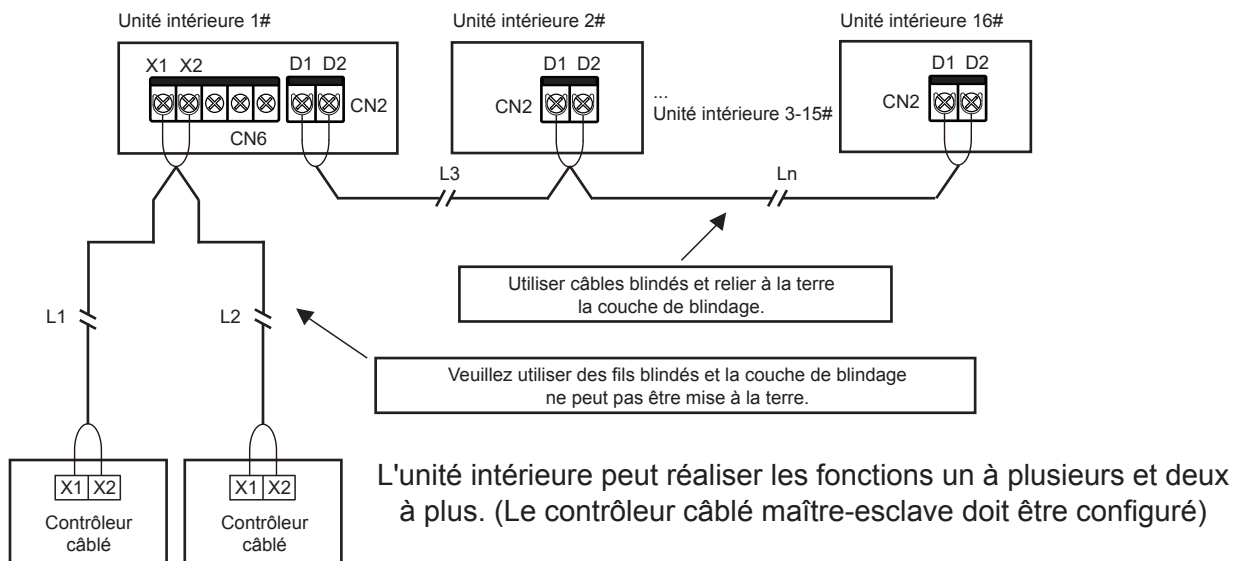 Unité intérieure 1#
Unité intérieure 2#
Unité intérieure 16#
X1 X2
D1 D2
CN2
CN6
D1 D2
CN2
...
Unité intérieure 3-15#
D1 D2
CN2
L3
Ln
Utiliser câbles blindés et relier à la terre
la couche de blindage.
L1
L2
Veuillez utiliser des fils blindés et la couche de blindage
ne peut pas être mise à la terre.
X1 X2
Contrôleur
câblé
X1 X2
Contrôleur
câblé
L'unité intérieure peut réaliser les fonctions un à plusieurs et deux
à plus. (Le contrôleur câblé maître-esclave doit être configuré)